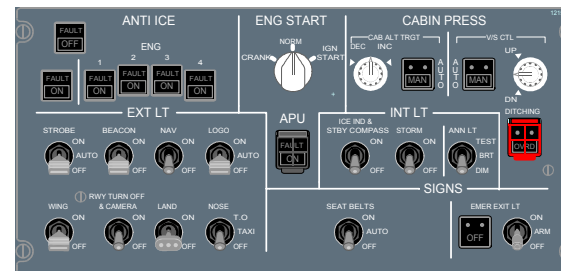 121
ANTI ICE
ENG START
CABIN PRESS
FAULT
OFF
ENG
1 2 3 4
FAULT
ON
FAULT
ON
FAULT
ON
FAULT
ON
FAULT
ON
NORM
CRANK
IGN
START
CAB ALT TRGT
DEC INC
MAN
AUTO
V/S CTL
AUTO
MAN
UP
DN
DITCHING
OVRD
EXT LT
STROBE
ON
AUTO
OFF
BEACON
ON
OFF
NAV
ON
OFF
LOGO
ON
AUTO
OFF
APU
FAULT
ON
INT LT
ICE IND &
STBY COMPASS
ON
OFF
STORM
ON
OFF
ANN LT
TEST
BRT
DIM
WING
ON
OFF
RWY TURN OFF
& CAMERA
ON
OFF
LAND
ON
OFF
NOSE
T.O
TAXI
OFF
SIGNS
SEAT BELTS
ON
AUTO
OFF
EMER EXIT LT
OFF
ON
ARM
OFF